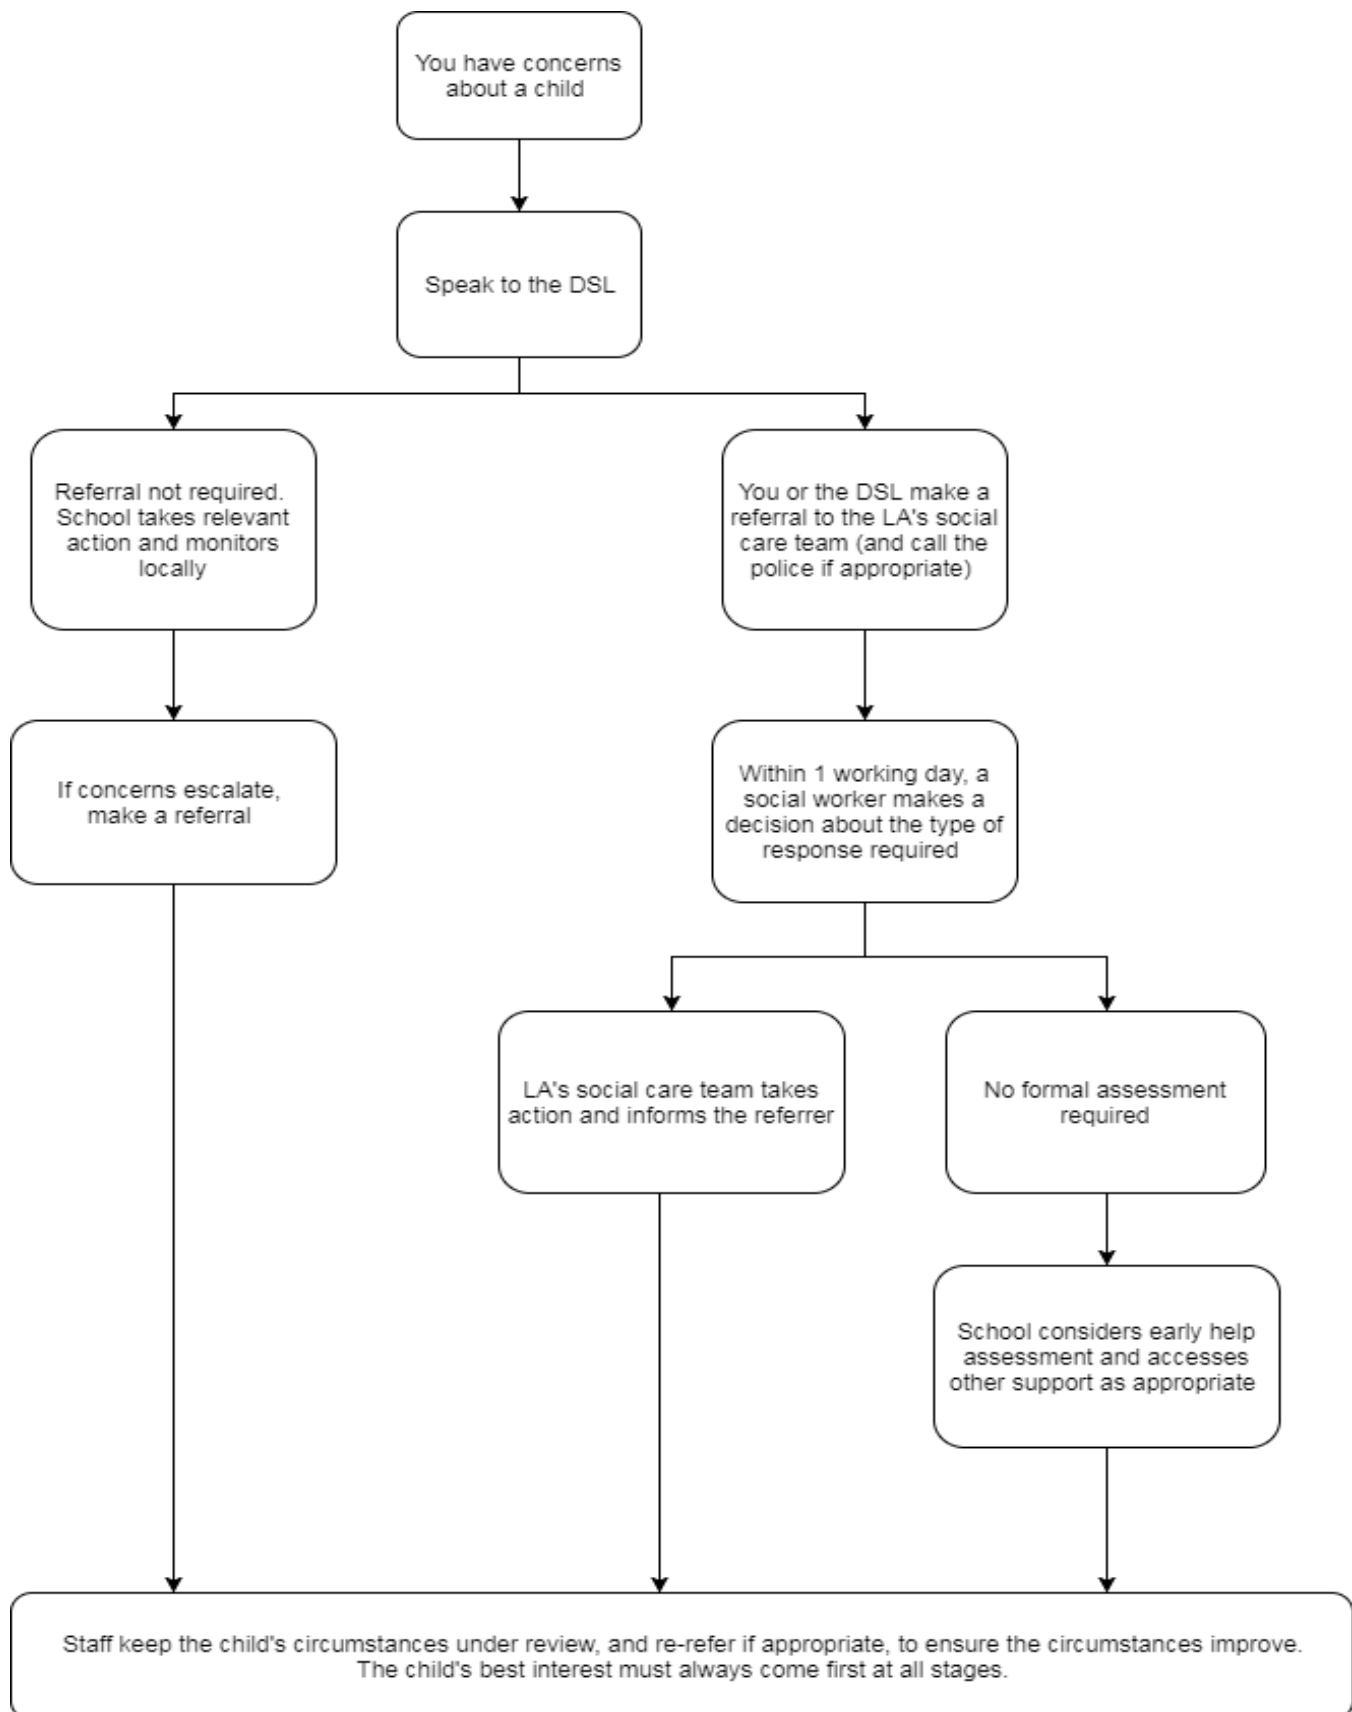 You have concerns
about a child
Speak to the DSL
Referral not required.
School takes relevant
action and monitors
locally
You or the DSL make a
referral to the LA's social
care team (and call the
police if appropriate)
If concerns escalate,
make a referral
Within 1 working day, a
social worker makes a
decision about the type of
response required
LA's social care team takes
action and informs the referrer
No formal assessment
required
School considers early help
assessment and accesses
other support as appropriate
Staff keep the child's circumstances under review, and re-refer if appropriate, to ensure the circumstances improve.
The child's best interest must always come first at all stages.